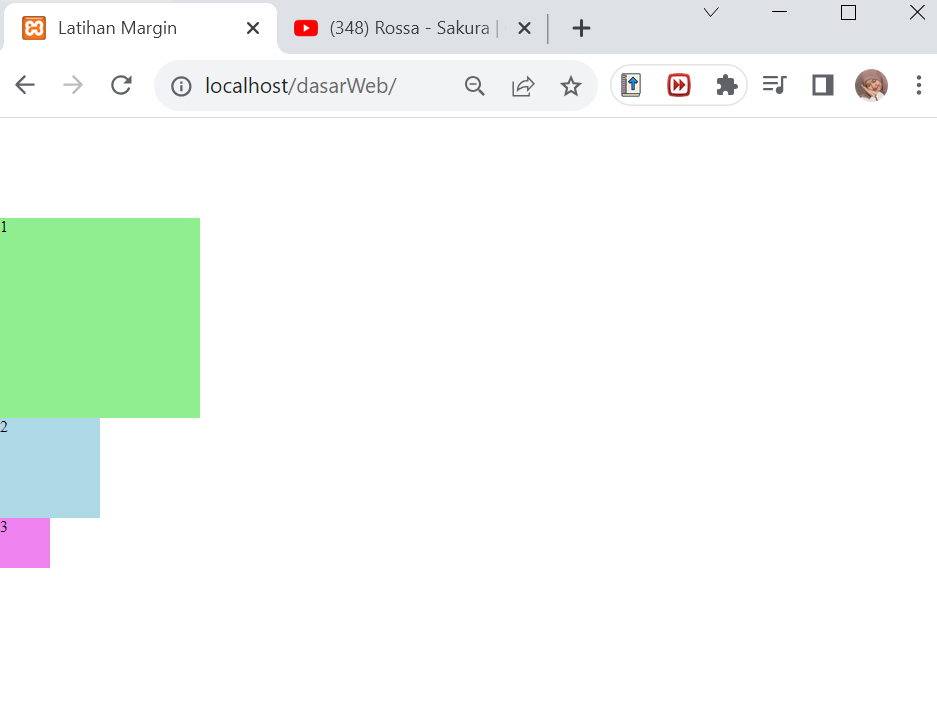 Latihan Margin
(348) Rossa - Sakura |
localhost/dasarWeb/
1
2
3